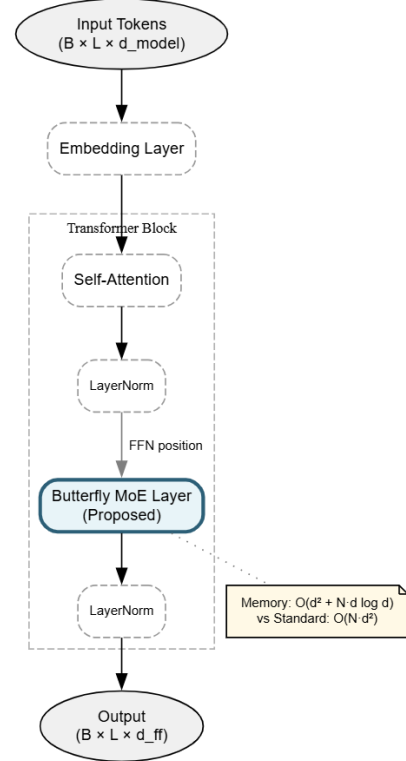 Input Tokens
(B × L × d_model)
Embedding Layer
Transformer Block
Self-Attention
LayerNorm
FFN position
Butterfly MoE Layer
(Proposed)
Memory: O(d² + N·d log d)
vs Standard: O(N·d²)
LayerNorm
Output
(B × L × d_ff)